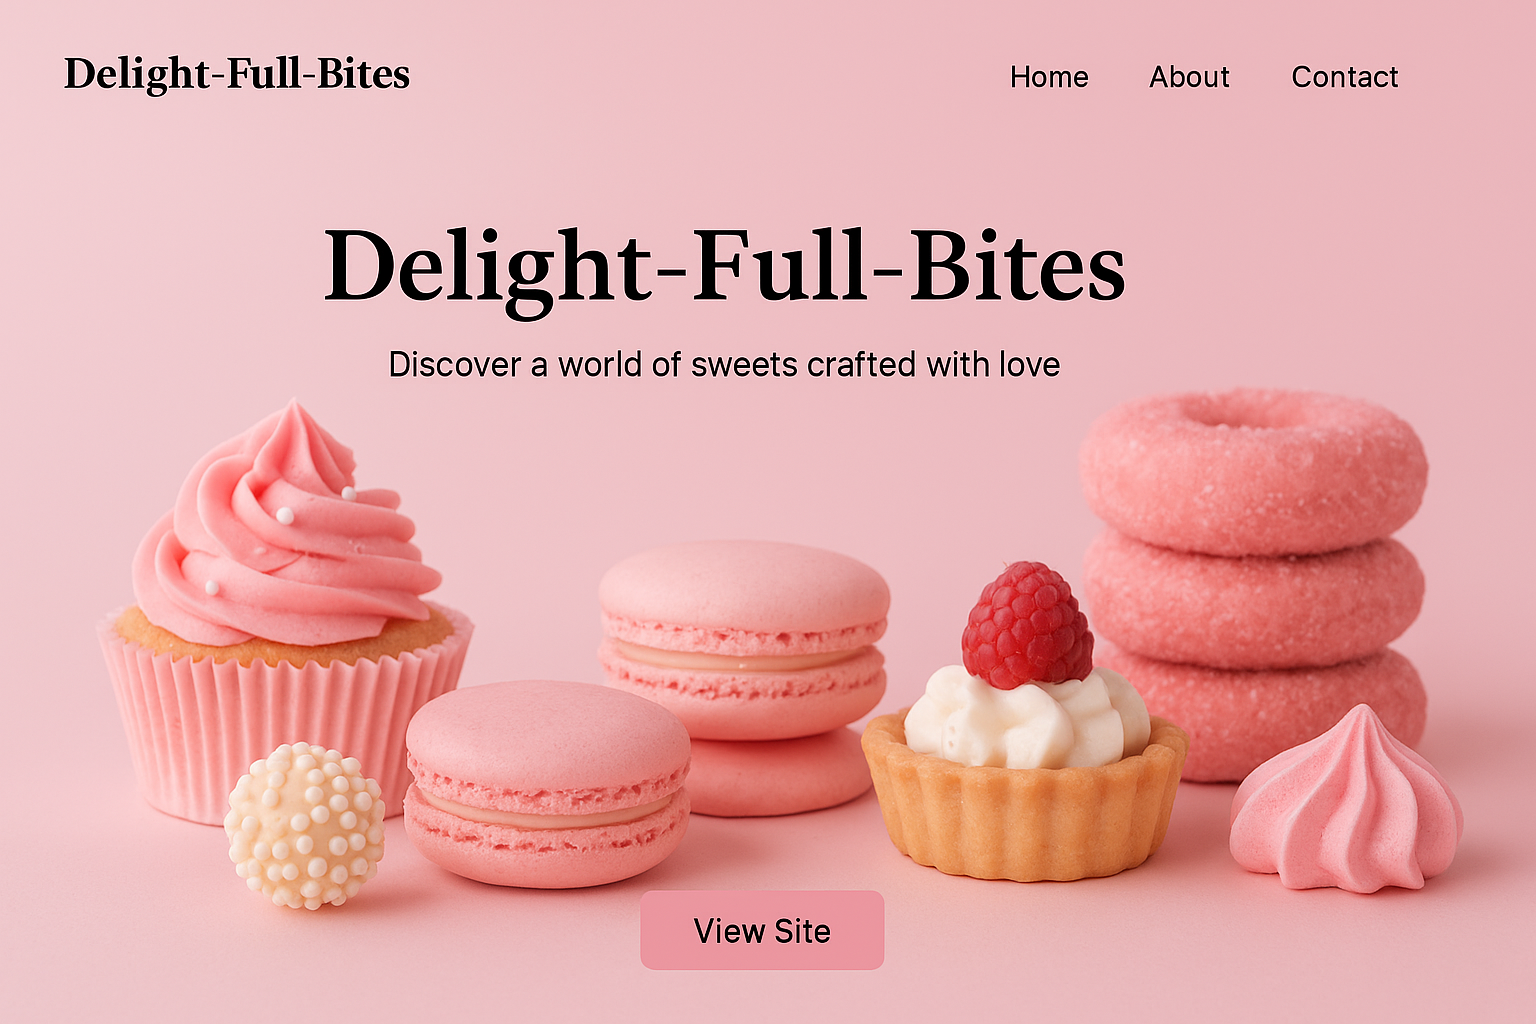 Delight-Full-Bites
Home About Contact
Delight-Full-Bites
Discover a world of sweets crafted with love
View Site